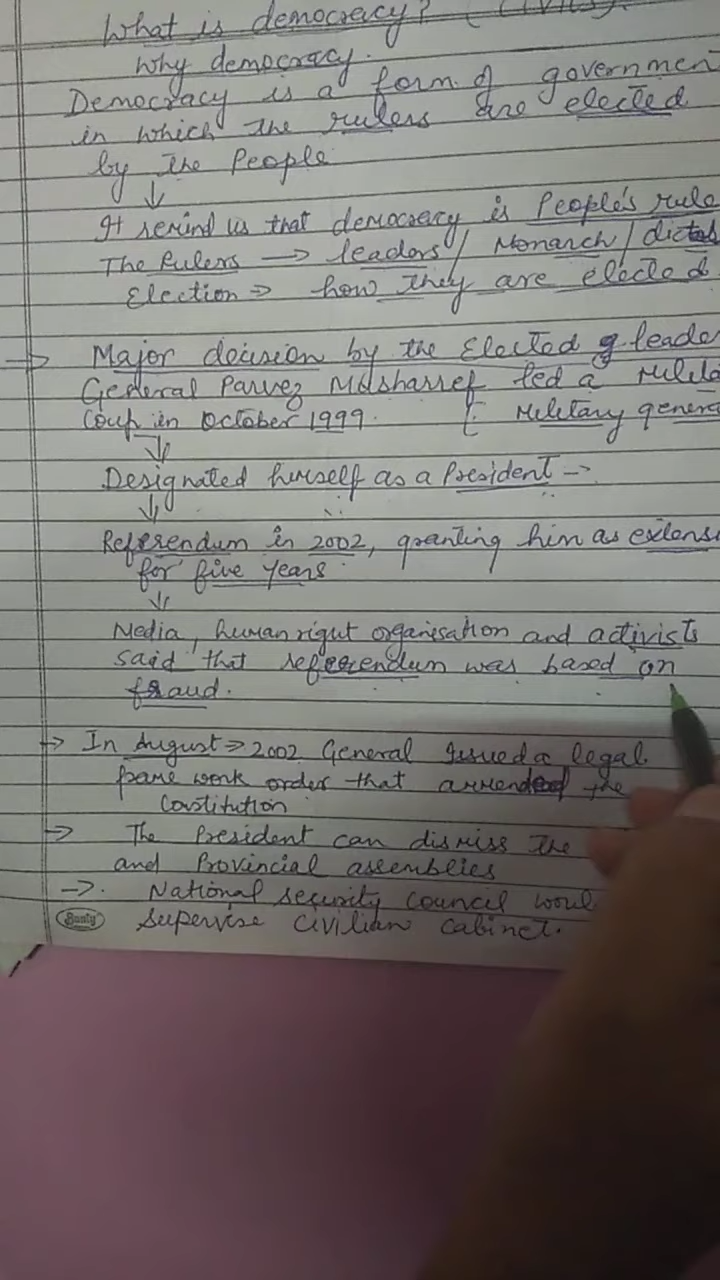 What is democracy? (Civics).
Why democracy.
Democracy is a form of governmen
in which the rulers are elected
by the People
↓
It remind us that democracy is People's rule
The Rulers → leaders / Monarch / dictat
Election ⇒ how they are elected
→ Major decision by the Elected leade
General Parvez Musharref led a milita
Coup in October 1999. [ military genera
↓
Designated himself as a President →
↓
Referendum in 2002, granting him as extensi
for five years
↓
Media, human right organisation and activists
said that referendum was based on
fraud.
→ In August ⇒ 2002 General Issued a legal
frame work order that amended the
Constitution
→ The President can dismiss the
and Provincial assemblies
→. National security council woul
Bunty supervise civilian cabinet.